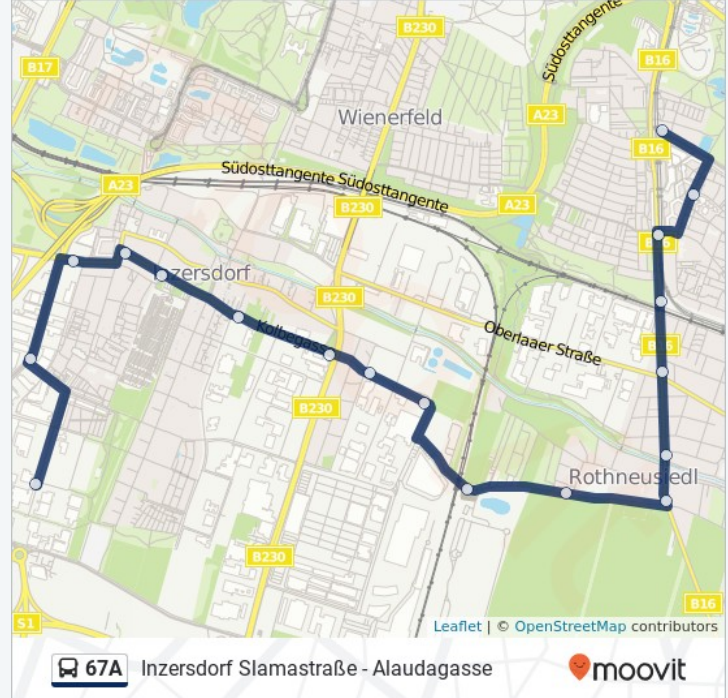 B230
B17
B16
Südosttangente
A23
Wienerfeld
B16
Südosttangente Südosttangente
A23
A23
B230
B16
Inzersdorf
B230
Oberlaaer Straße
Kolbegasse
B16
B230
Rothneusiedl
B230
B16
S1
Leaflet | © OpenStreetMap contributors
67A Inzersdorf Slamastraße - Alaudagasse
moovit